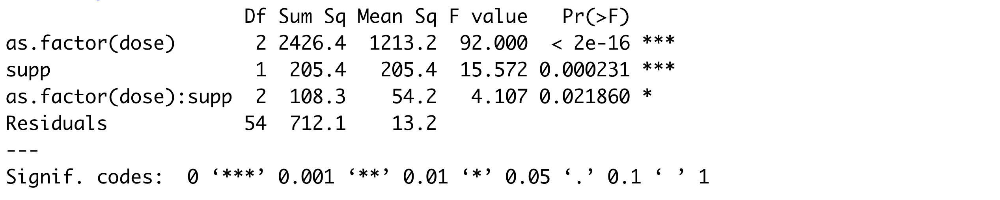 Df Sum Sq Mean Sq F value   Pr(>F)
as.factor(dose)       2 2426.4  1213.2  92.000  < 2e-16 ***
supp                  1  205.4   205.4  15.572 0.000231 ***
as.factor(dose):supp  2  108.3    54.2   4.107 0.021860 *
Residuals            54  712.1    13.2
---
Signif. codes:  0 ‘***’ 0.001 ‘**’ 0.01 ‘*’ 0.05 ‘.’ 0.1 ‘ ’ 1